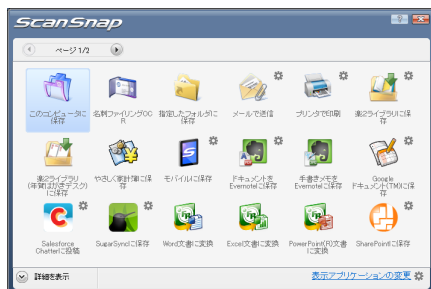 ScanSnap
ページ 1/2
このコンピュータに
保存
名刺ファイリングOC
R
指定したフォルダに
保存
メールで送信
プリンタで印刷
楽2ライブラリに保
存
楽2ライブラリ
(年賀はがきデスク)
に保存
やさしく家計簿に保
存
モバイルに保存
ドキュメントを
Evernoteに保存
手書きメモを
Evernoteに保存
Google
ドキュメント(TM)に保
存
Salesforce
Chatterに投稿
SugarSyncに保存
Word文書に変換
Excel文書に変換
PowerPoint(R)文書
に変換
SharePointに保存
詳細を表示
表示アプリケーションの変更